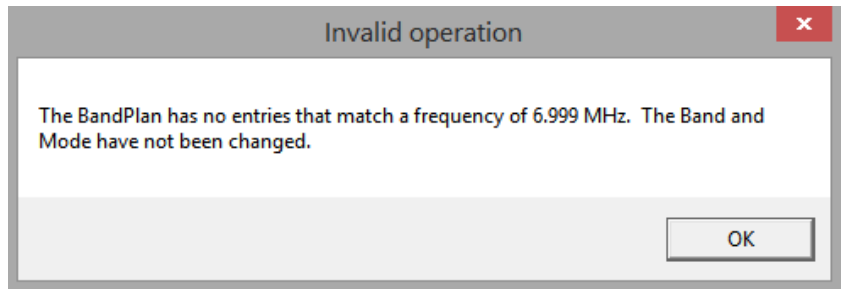 Invalid operation
The BandPlan has no entries that match a frequency of 6.999 MHz.  The Band and
Mode have not been changed.
OK